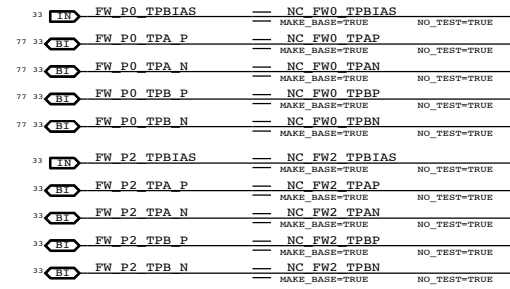 33 IN FW_P0_TPBIAS NC_FW0_TPBIAS
MAKE_BASE=TRUE NO_TEST=TRUE
77 33 BI FW_P0_TPA_P NC_FW0_TPAP
MAKE_BASE=TRUE NO_TEST=TRUE
77 33 BI FW_P0_TPA_N NC_FW0_TPAN
MAKE_BASE=TRUE NO_TEST=TRUE
77 33 BI FW_P0_TPB_P NC_FW0_TPBP
MAKE_BASE=TRUE NO_TEST=TRUE
77 33 BI FW_P0_TPB_N NC_FW0_TPBN
MAKE_BASE=TRUE NO_TEST=TRUE
33 IN FW_P2_TPBIAS NC_FW2_TPBIAS
MAKE_BASE=TRUE NO_TEST=TRUE
33 BI FW_P2_TPA_P NC_FW2_TPAP
MAKE_BASE=TRUE NO_TEST=TRUE
33 BI FW_P2_TPA_N NC_FW2_TPAN
MAKE_BASE=TRUE NO_TEST=TRUE
33 BI FW_P2_TPB_P NC_FW2_TPBP
MAKE_BASE=TRUE NO_TEST=TRUE
33 BI FW_P2_TPB_N NC_FW2_TPBN
MAKE_BASE=TRUE NO_TEST=TRUE